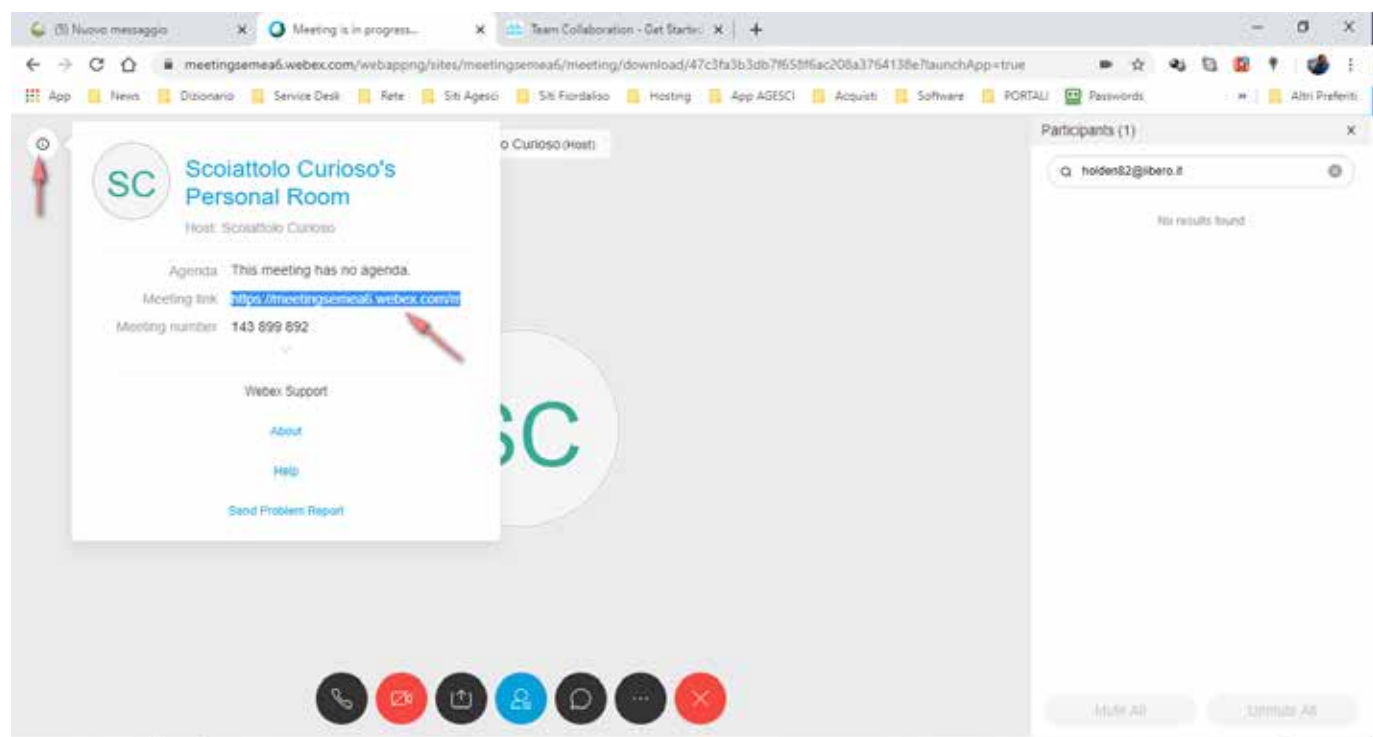 (5) Nuovo messaggio
Meeting is in progress...
Team Collaboration - Get Starte
meetingsemea6.webex.com/webappng/sites/meetingsemea6/meeting/download/
App
News
Dizionario
Service Desk
Rete
Siti Agesci
Siti Fiordaliso
Hosting
App AGESCI
Acquisti
Software
PORTALI
Passwords
Altri Preferiti
o Curioso (Host)
SC
Scoiattolo Curioso's
Personal Room
Host: Scoiattolo Curioso
Agenda This meeting has no agenda.
Meeting link https://meetingsemea6.webex.com/m
Meeting number 143 899 892
Webex Support
About
Help
Send Problem Report
SC
Participants (1)
holden82@libero.it
No results found
Mute All
Unmute All